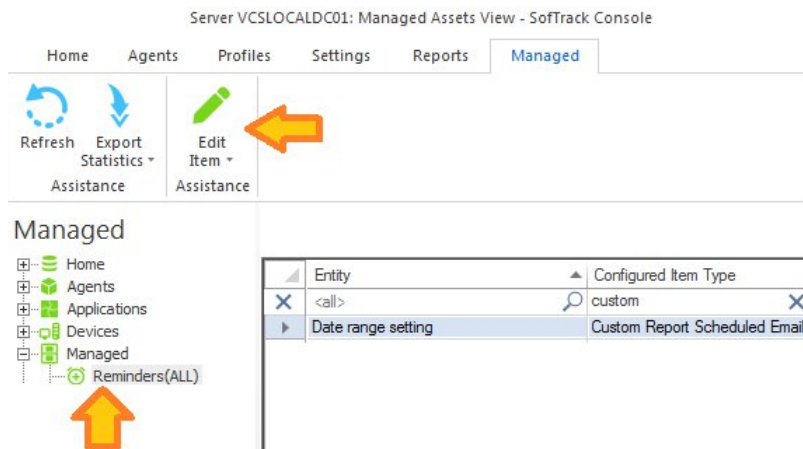 Server VCSLOCALDC01: Managed Assets View - SofTrack Console
Home Agents Profiles Settings Reports Managed
Refresh Export Statistics Edit Item
Assistance Assistance
Managed
Home
Agents
Applications
Devices
Managed
Reminders(ALL)
Entity Configured Item Type
<all> custom
Date range setting Custom Report Scheduled Email